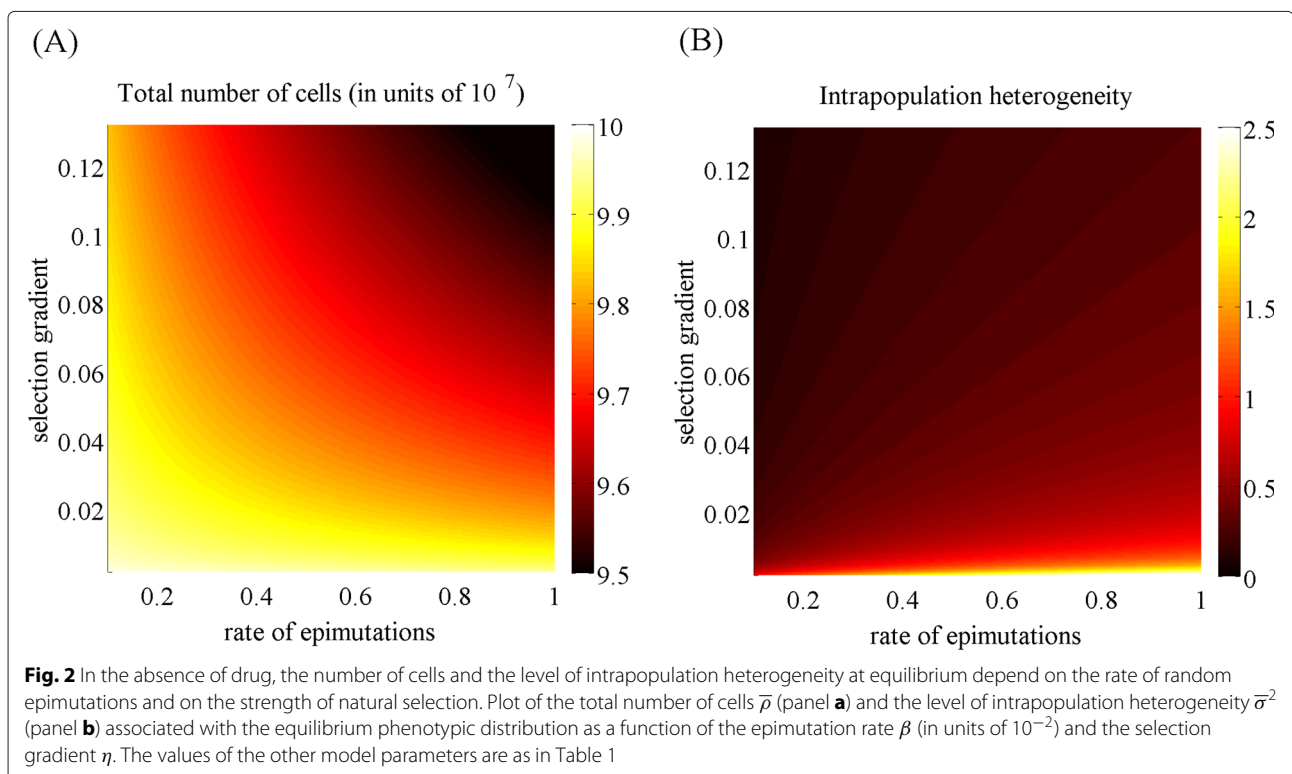 (A)
Total number of cells (in units of 10 7)
selection gradient
0.12
0.1
0.08
0.06
0.04
0.02
0.2 0.4 0.6 0.8 1
rate of epimutations
10
9.9
9.8
9.7
9.6
9.5
(B)
Intrapopulation heterogeneity
selection gradient
0.12
0.1
0.08
0.06
0.04
0.02
0.2 0.4 0.6 0.8 1
rate of epimutations
2.5
2
1.5
1
0.5
0
Fig. 2 In the absence of drug, the number of cells and the level of intrapopulation heterogeneity at equilibrium depend on the rate of random
epimutations and on the strength of natural selection. Plot of the total number of cells ρ̅ (panel a) and the level of intrapopulation heterogeneity σ̅²
(panel b) associated with the equilibrium phenotypic distribution as a function of the epimutation rate β (in units of 10⁻²) and the selection
gradient η. The values of the other model parameters are as in Table 1